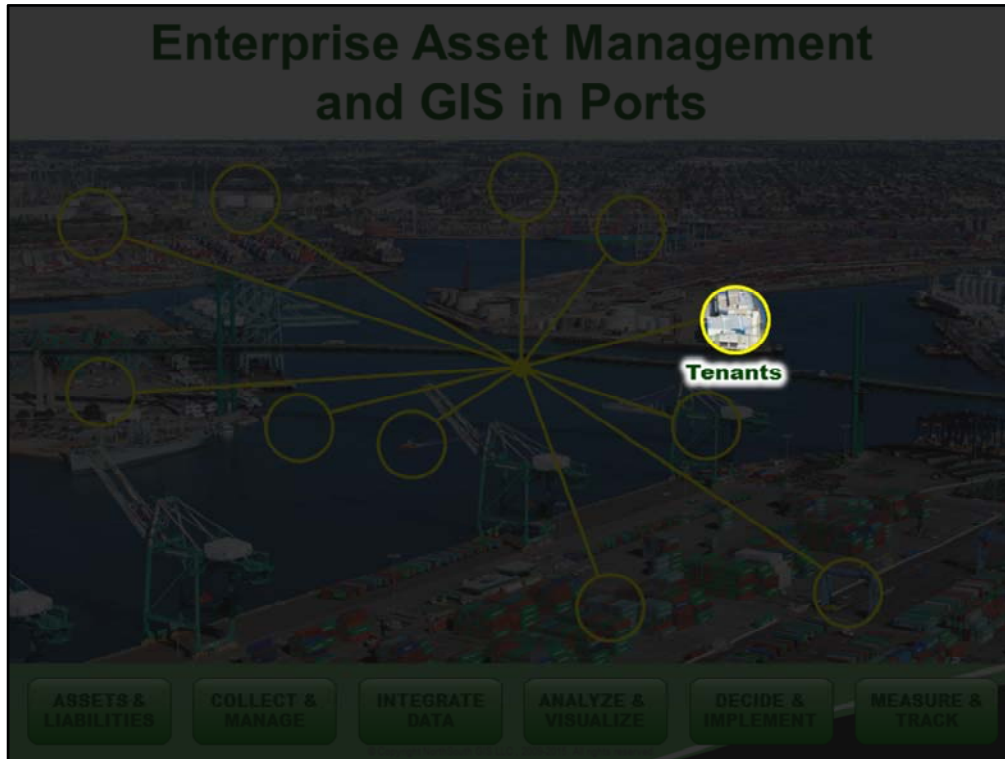 Enterprise Asset Management
and GIS in Ports
Tenants
ASSETS &
LIABILITIES
COLLECT &
MANAGE
INTEGRATE
DATA
ANALYZE &
VISUALIZE
DECIDE &
IMPLEMENT
MEASURE &
TRACK